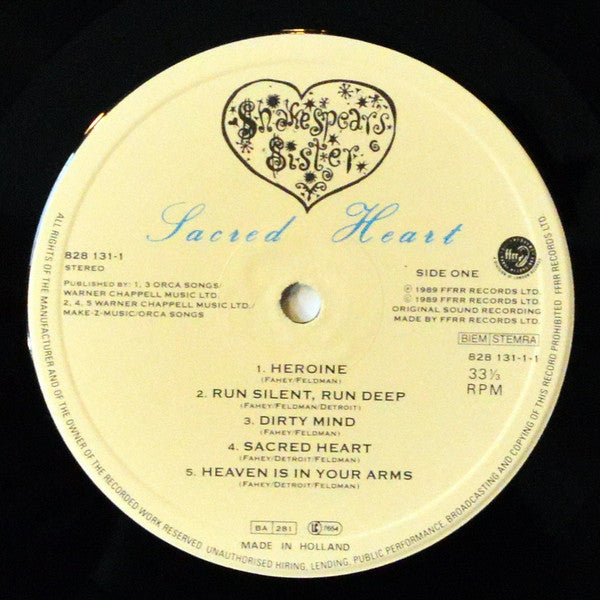 Shakespears
Sister
Sacred Heart
828 131-1
STEREO
PUBLISHED BY: 1, 3 ORCA SONGS/
WARNER CHAPPELL MUSIC LTD.
2, 4, 5 WARNER CHAPPELL MUSIC LTD./
MAKE-Z-MUSIC/ORCA SONGS
ffrr
SIDE ONE
℗ 1989 FFRR RECORDS LTD.
© 1989 FFRR RECORDS LTD.
ORIGINAL SOUND RECORDING
MADE BY FFRR RECORDS LTD.
BIEM STEMRA
828 131-1-1
33⅓
RPM
1. HEROINE
(FAHEY/FELDMAN)
2. RUN SILENT, RUN DEEP
(FAHEY/FELDMAN/DETROIT)
3. DIRTY MIND
(FAHEY/FELDMAN)
4. SACRED HEART
(FAHEY/DETROIT/FELDMAN)
5. HEAVEN IS IN YOUR ARMS
(FAHEY/DETROIT/FELDMAN)
BA 281 LC 7654
MADE IN HOLLAND
ALL RIGHTS OF THE MANUFACTURER AND OF THE OWNER OF THE RECORDED WORK RESERVED. UNAUTHORISED HIRING, LENDING, PUBLIC PERFORMANCE, BROADCASTING AND COPYING OF THIS RECORD PROHIBITED FFRR RECORDS LTD.